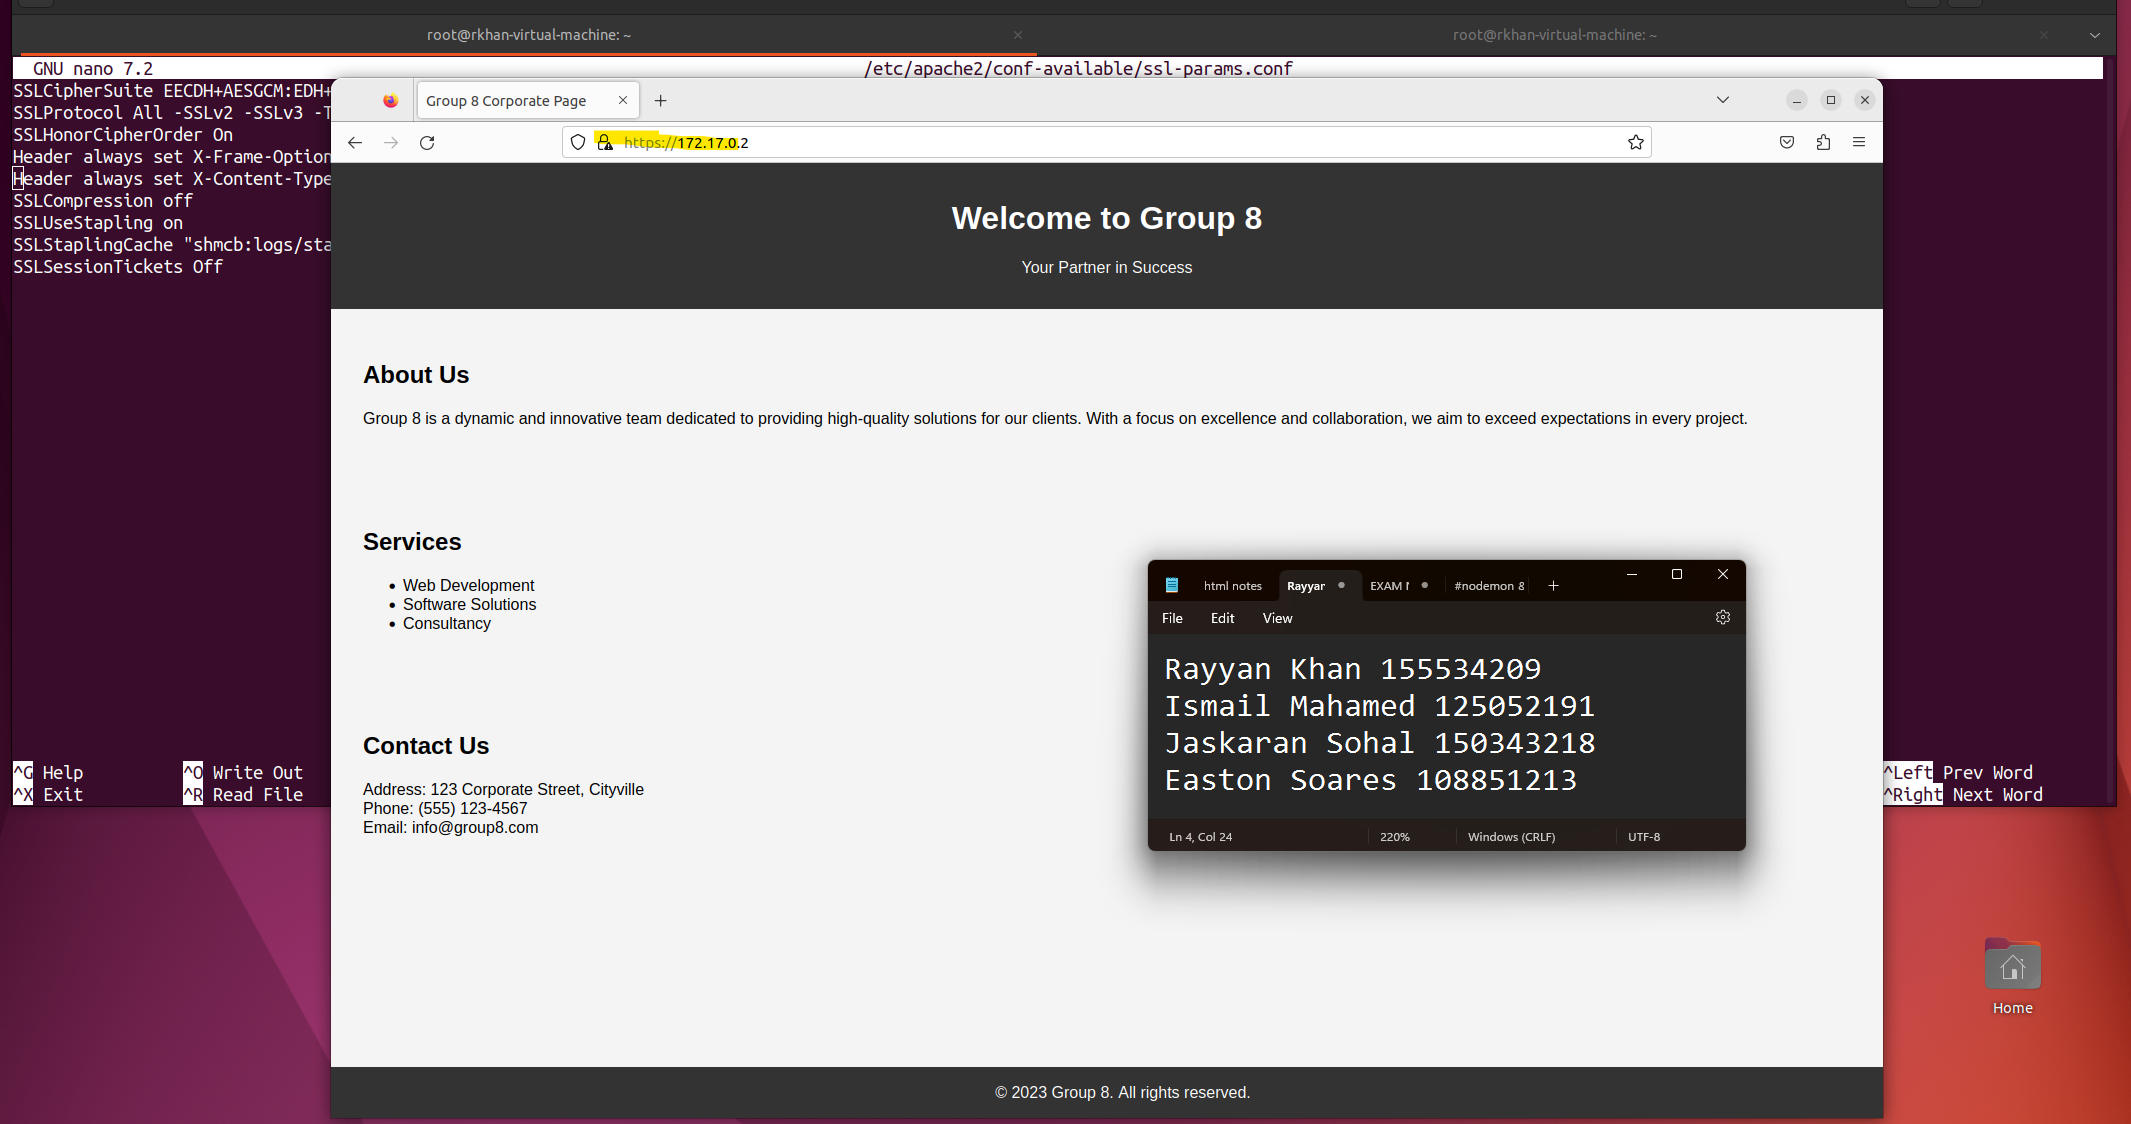 root@rkhan-virtual-machine: ~
root@rkhan-virtual-machine: ~
GNU nano 7.2
/etc/apache2/conf-available/ssl-params.conf
SSLCipherSuite EECDH+AESGCM:EDH+
SSLProtocol All -SSLv2 -SSLv3 -T
SSLHonorCipherOrder On
Header always set X-Frame-Option
Header always set X-Content-Type
SSLCompression off
SSLUseStapling on
SSLStaplingCache "shmcb:logs/sta
SSLSessionTickets Off
^G Help
^O Write Out
^X Exit
^R Read File
^Left Prev Word
^Right Next Word
Group 8 Corporate Page
https://172.17.0.2
Welcome to Group 8
Your Partner in Success
About Us
Group 8 is a dynamic and innovative team dedicated to providing high-quality solutions for our clients. With a focus on excellence and collaboration, we aim to exceed expectations in every project.
Services
• Web Development
• Software Solutions
• Consultancy
Contact Us
Address: 123 Corporate Street, Cityville
Phone: (555) 123-4567
Email: info@group8.com
© 2023 Group 8. All rights reserved.
html notes
Rayyar
EXAM
#nodemon &
File Edit View
Rayyan Khan 155534209
Ismail Mahamed 125052191
Jaskaran Sohal 150343218
Easton Soares 108851213
Ln 4, Col 24
220%
Windows (CRLF)
UTF-8
Home